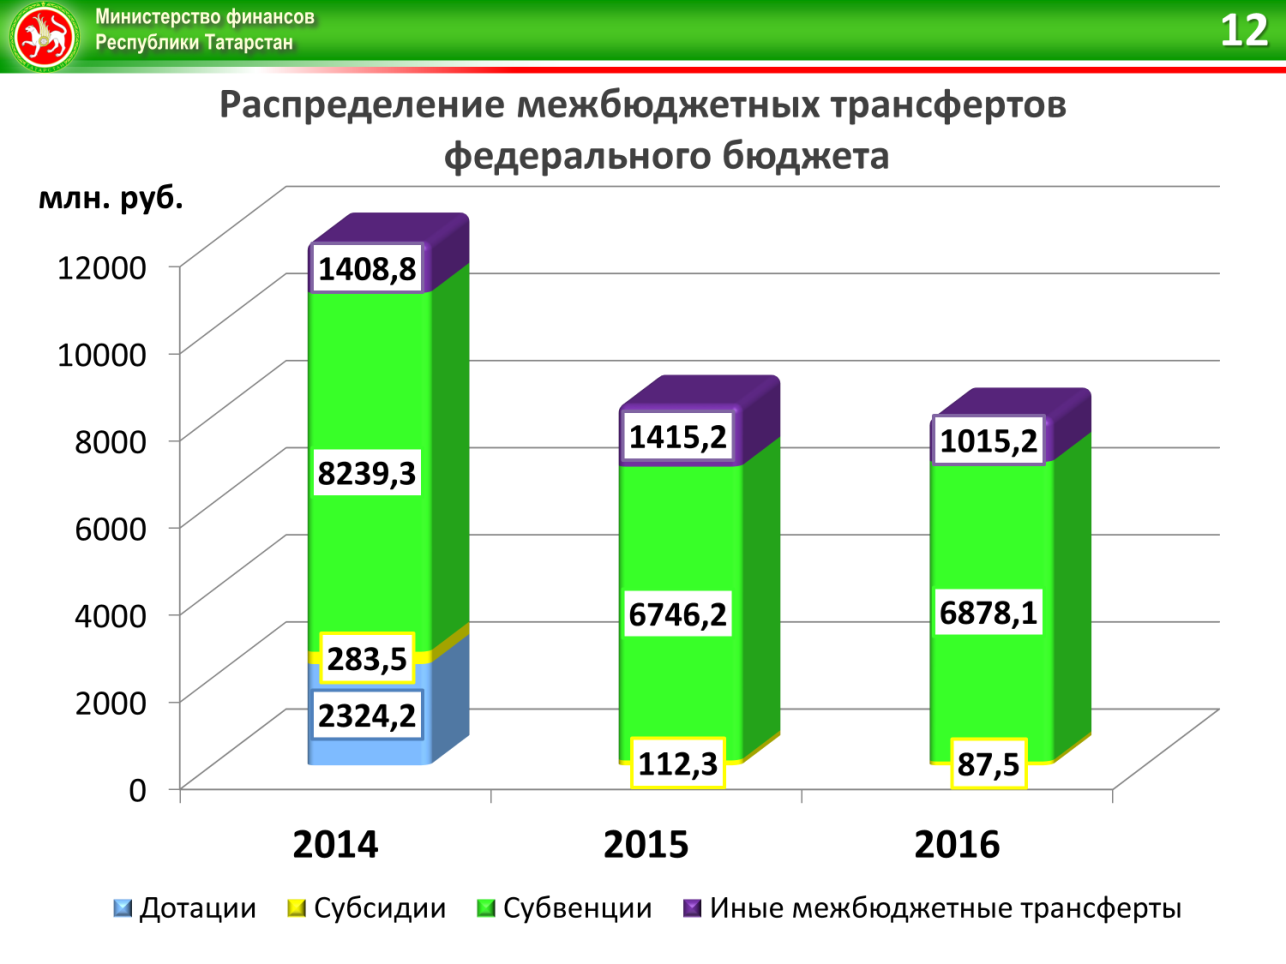 Министерство финансов
Республики Татарстан
12
Распределение межбюджетных трансфертов
федерального бюджета
млн. руб.
12000
10000
8000
6000
4000
2000
0
1408,8
8239,3
283,5
2324,2
1415,2
6746,2
112,3
1015,2
6878,1
87,5
2014
2015
2016
Дотации
Субсидии
Субвенции
Иные межбюджетные трансферты